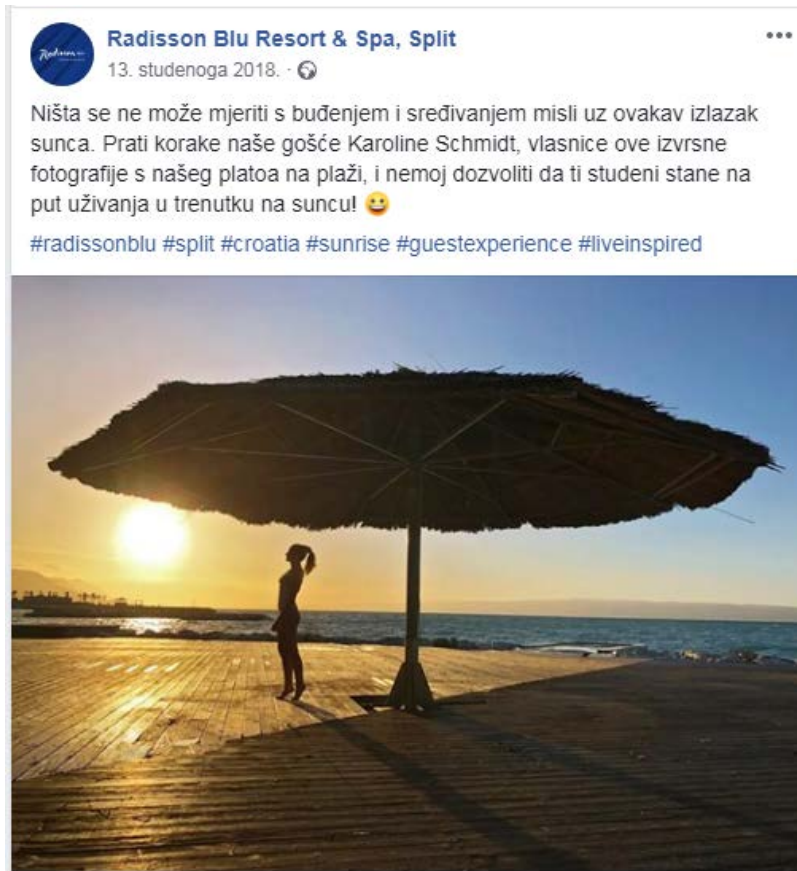 Radisson
Radisson Blu Resort & Spa, Split
13. studenoga 2018. ·
Ništa se ne može mjeriti s buđenjem i sređivanjem misli uz ovakav izlazak
sunca. Prati korake naše gošće Karoline Schmidt, vlasnice ove izvrsne
fotografije s našeg platoa na plaži, i nemoj dozvoliti da ti studeni stane na
put uživanja u trenutku na suncu! 😀
#radissonblu #split #croatia #sunrise #guestexperience #liveinspired